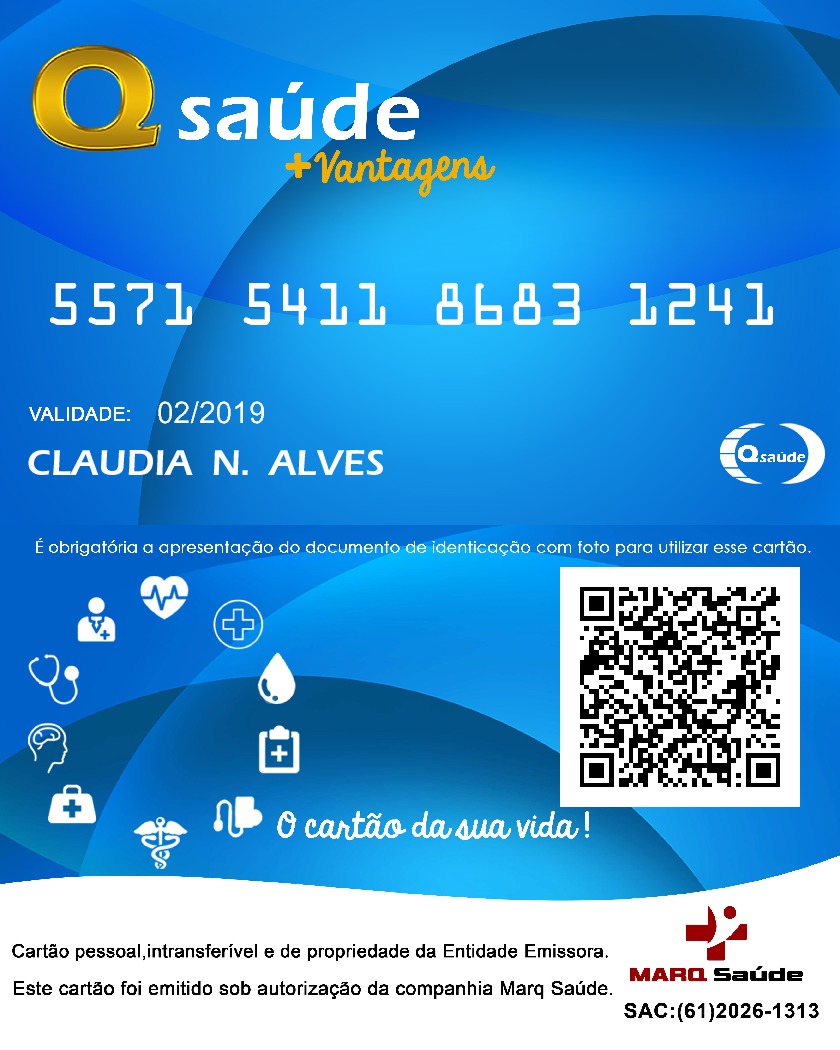 Q saúde
+Vantagens
5571 5411 8683 1241
VALIDADE: 02/2019
CLAUDIA N. ALVES
Qsaúde
É obrigatória a apresentação do documento de identicação com foto para utilizar esse cartão.
O cartão da sua vida!
Cartão pessoal,intransferível e de propriedade da Entidade Emissora.
MARQ Saúde
Este cartão foi emitido sob autorização da companhia Marq Saúde.
SAC:(61)2026-1313